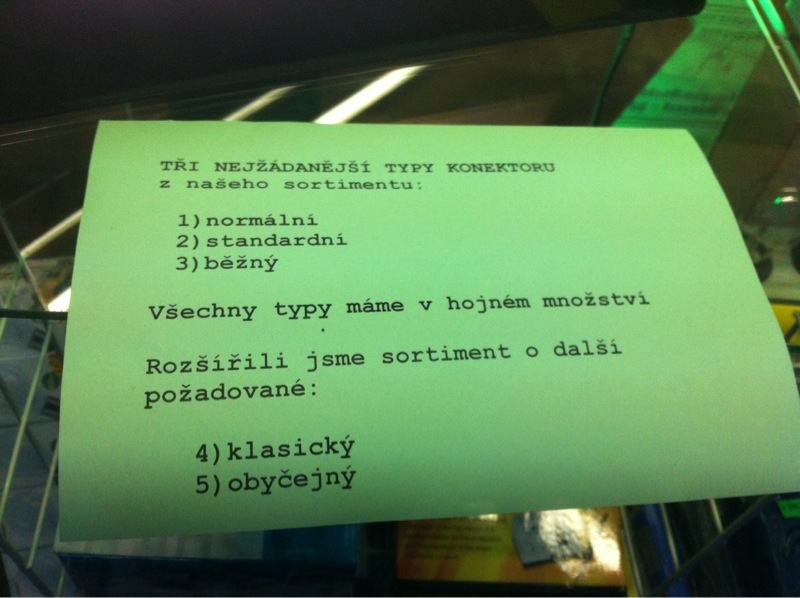 TŘI NEJŽÁDANĚJŠÍ TYPY KONEKTORU
z našeho sortimentu:
1)normální
2)standardní
3)běžný
Všechny typy máme v hojném množství
Rozšířili jsme sortiment o další
požadované:
4)klasický
5)obyčejný